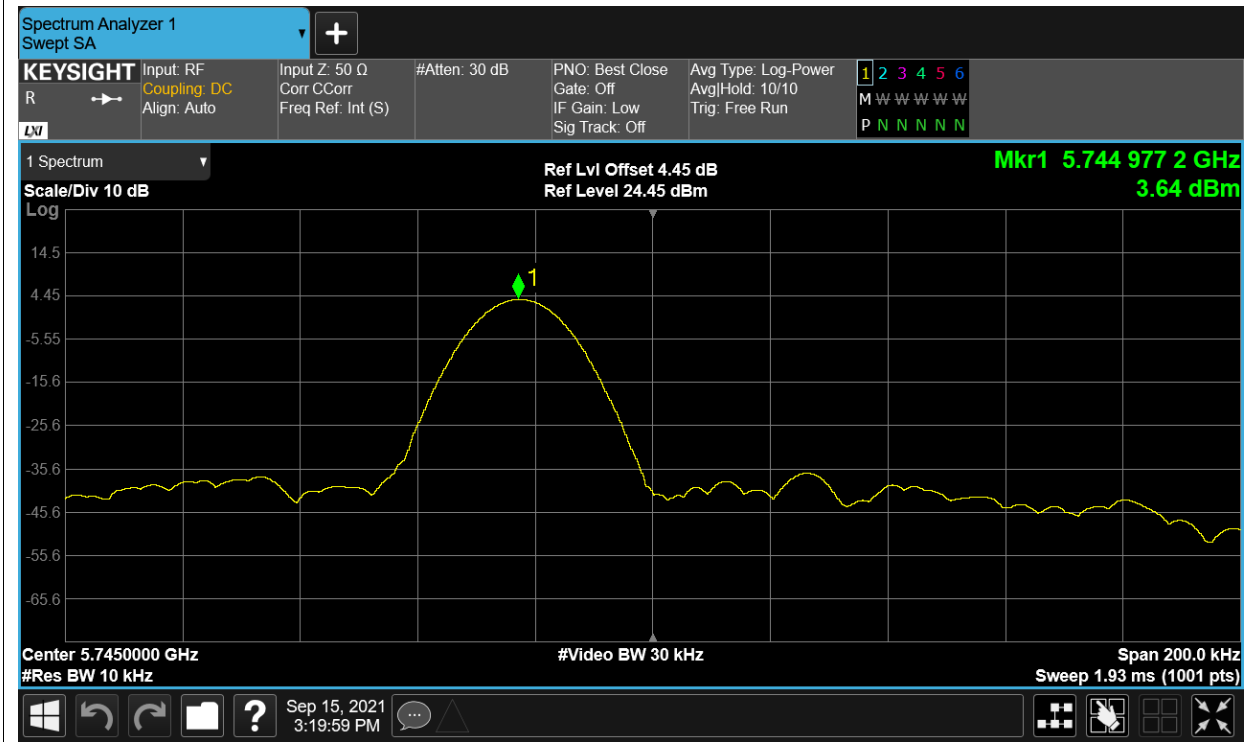 Spectrum Analyzer 1
Swept SA
KEYSIGHT
R
LXI
Input: RF
Coupling: DC
Align: Auto
Input Z: 50 Ω
Corr CCorr
Freq Ref: Int (S)
#Atten: 30 dB
PNO: Best Close
Gate: Off
IF Gain: Low
Sig Track: Off
Avg Type: Log-Power
Avg|Hold: 10/10
Trig: Free Run
1 2 3 4 5 6
M W W W W W
P N N N N N
1 Spectrum
Scale/Div 10 dB
Log
Ref Lvl Offset 4.45 dB
Ref Level 24.45 dBm
Mkr1 5.744 977 2 GHz
3.64 dBm
14.5
4.45
-5.55
-15.6
-25.6
-35.6
-45.6
-55.6
-65.6
1
Center 5.7450000 GHz
#Res BW 10 kHz
#Video BW 30 kHz
Span 200.0 kHz
Sweep 1.93 ms (1001 pts)
?
Sep 15, 2021
3:19:59 PM